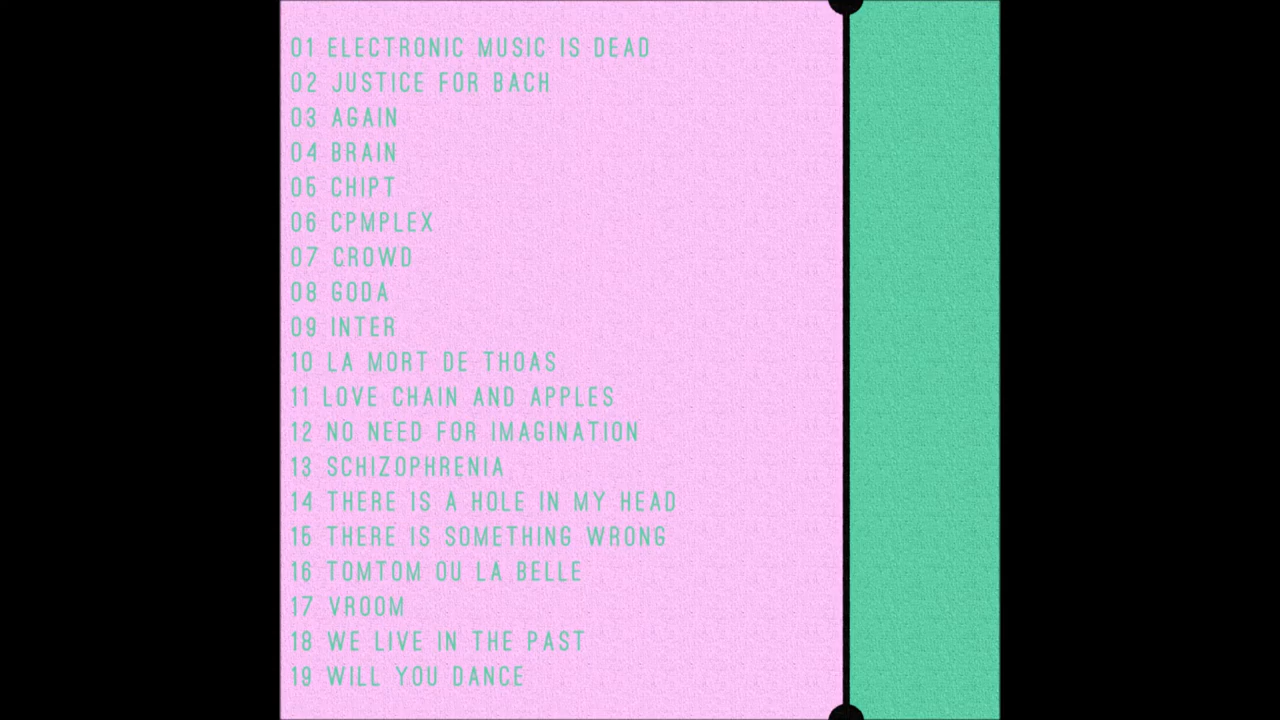 01 ELECTRONIC MUSIC IS DEAD
02 JUSTICE FOR BACH
03 AGAIN
04 BRAIN
05 CHIPT
06 CPMPLEX
07 CROWD
08 GODA
09 INTER
10 LA MORT DE THOAS
11 LOVE CHAIN AND APPLES
12 NO NEED FOR IMAGINATION
13 SCHIZOPHRENIA
14 THERE IS A HOLE IN MY HEAD
15 THERE IS SOMETHING WRONG
16 TOMTOM OU LA BELLE
17 VROOM
18 WE LIVE IN THE PAST
19 WILL YOU DANCE